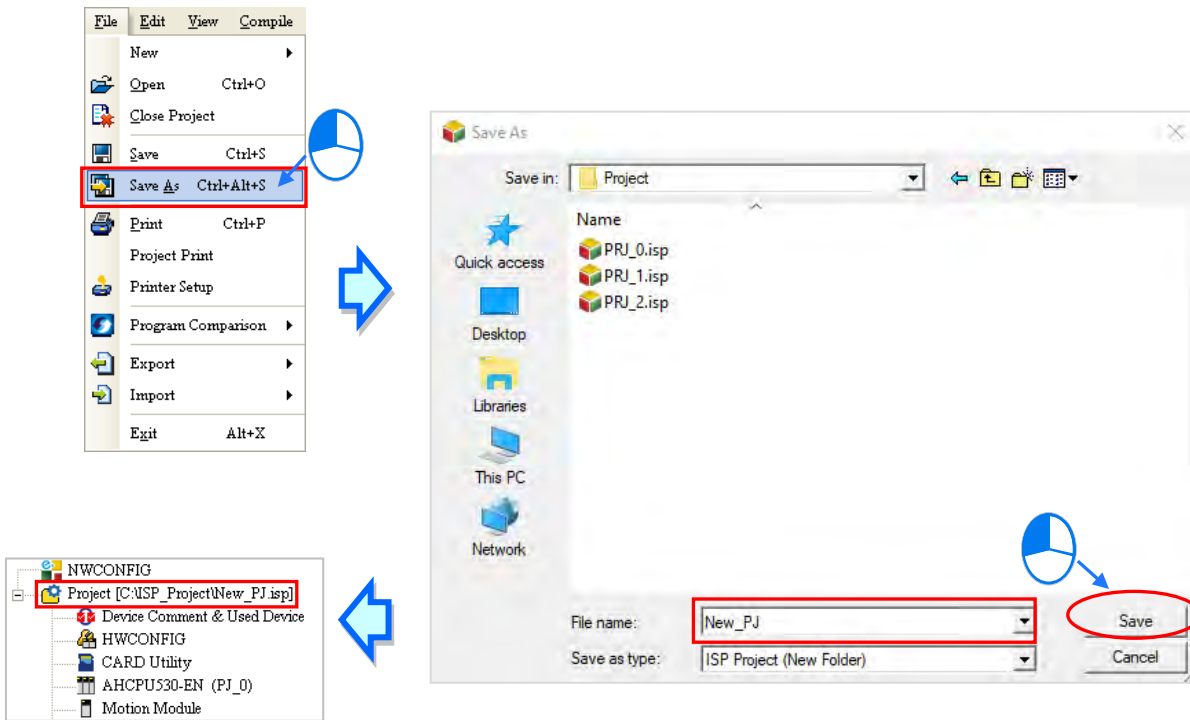 File Edit View Compile
New
Open Ctrl+O
Close Project
Save Ctrl+S
Save As Ctrl+Alt+S
Print Ctrl+P
Project Print
Printer Setup
Program Comparison
Export
Import
Exit Alt+X
Save As
Save in: Project
Name
PRJ_0.isp
PRJ_1.isp
PRJ_2.isp
Quick access
Desktop
Libraries
This PC
Network
File name: New_PJ Save
Save as type: ISP Project (New Folder) Cancel
NWCONFIG
Project [C:\ISP_Project\New_PJ.isp]
Device Comment & Used Device
HWCONFIG
CARD Utility
AHCPU530-EN (PJ_0)
Motion Module